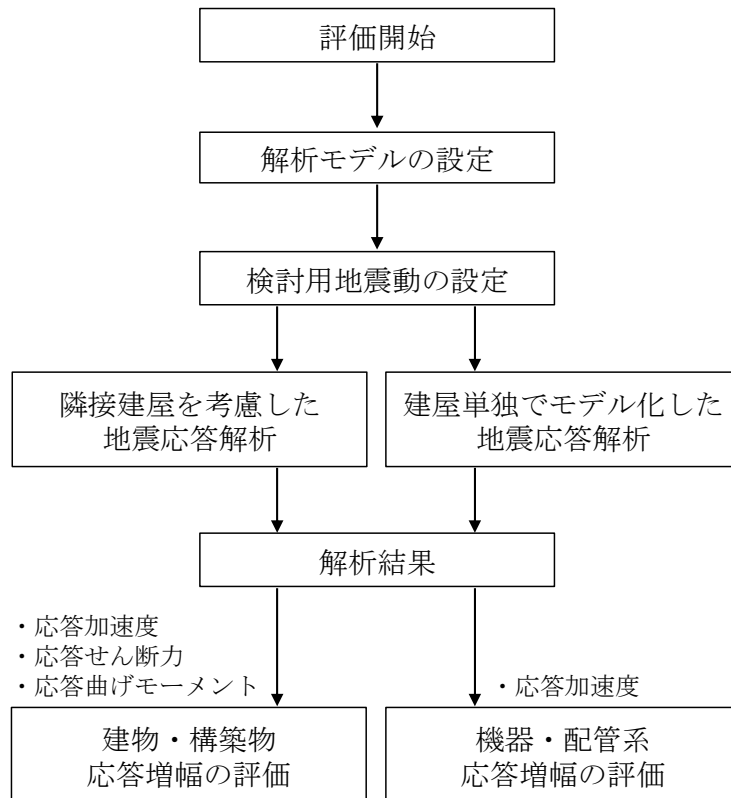 評価開始
解析モデルの設定
検討用地震動の設定
隣接建屋を考慮した
地震応答解析
建屋単独でモデル化した
地震応答解析
解析結果
・応答加速度
・応答せん断力
・応答曲げモーメント
・応答加速度
建物・構築物
応答増幅の評価
機器・配管系
応答増幅の評価